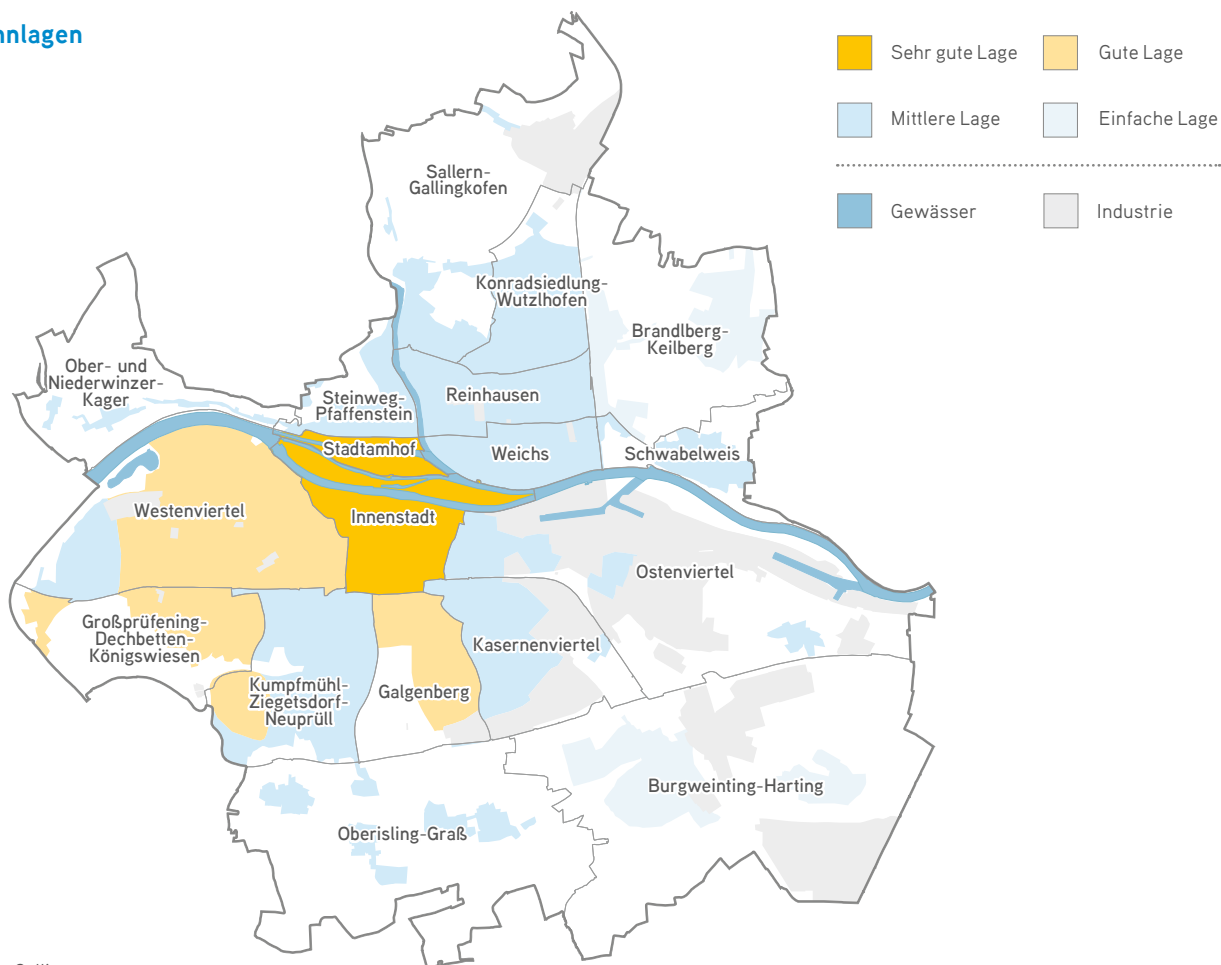 nnlagen
Sehr gute Lage
Gute Lage
Mittlere Lage
Einfache Lage
Gewässer
Industrie
Sallern-
Gallingkofen
Konradsiedlung-
Wutzlhofen
Brandlberg-
Keilberg
Ober- und
Niederwinzer-
Kager
Steinweg-
Pfaffenstein
Reinhausen
Stadtamhof
Weichs
Schwabelweis
Westenviertel
Innenstadt
Ostenviertel
Großprüfening-
Dechbetten-
Königswiesen
Kasernenviertel
Kumpfmühl-
Ziegetsdorf-
Neuprüll
Galgenberg
Burgweinting-Harting
Oberisling-Graß